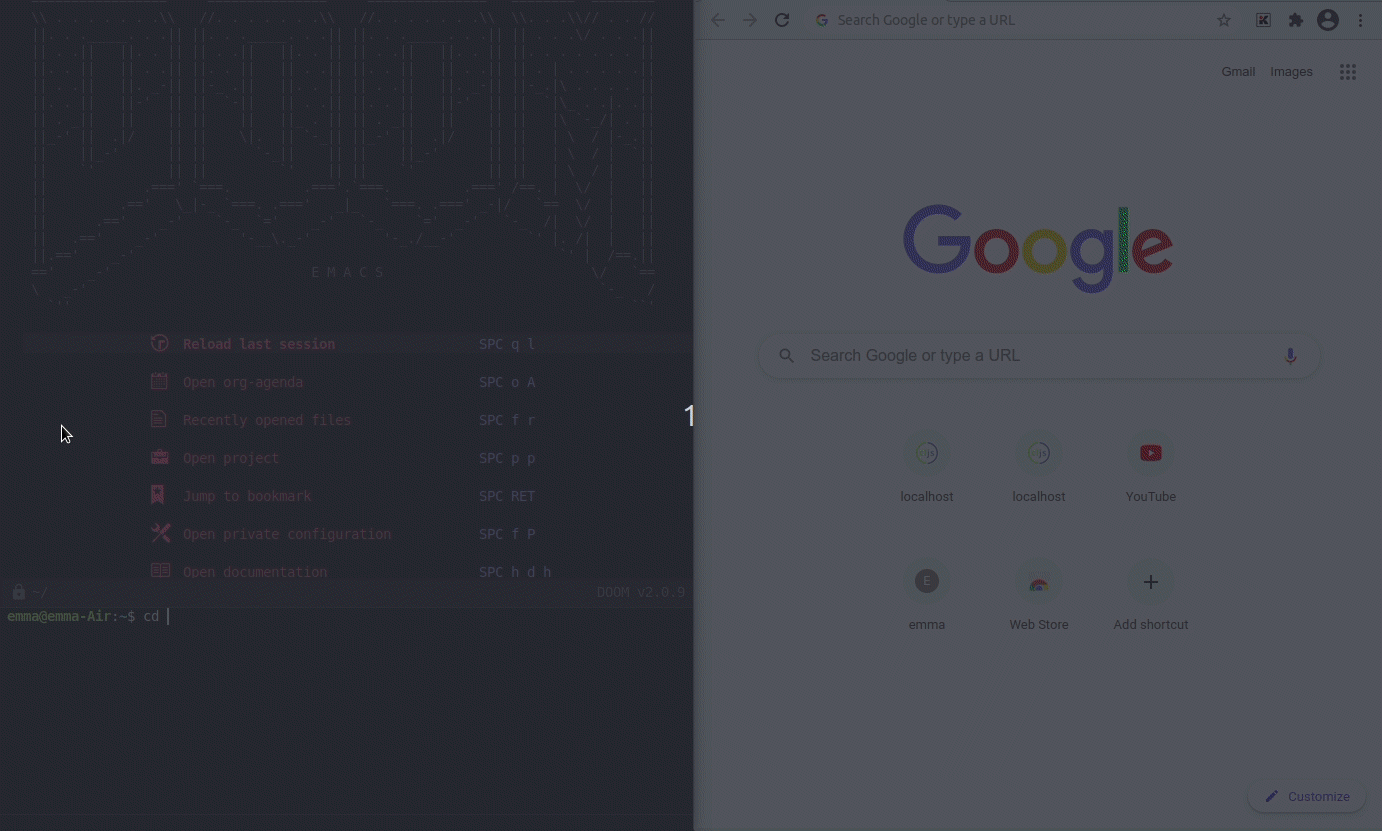 E M A C S
Reload last session SPC q l
Open org-agenda SPC o A
Recently opened files SPC f r
Open project SPC p p
Jump to bookmark SPC RET
Open private configuration SPC f P
Open documentation SPC h d h
~/ DOOM v2.0.9
emma@emma-Air:~$ cd
1
Search Google or type a URL
Gmail Images
Google
Search Google or type a URL
localhost localhost YouTube
E
emma Web Store Add shortcut
Customize